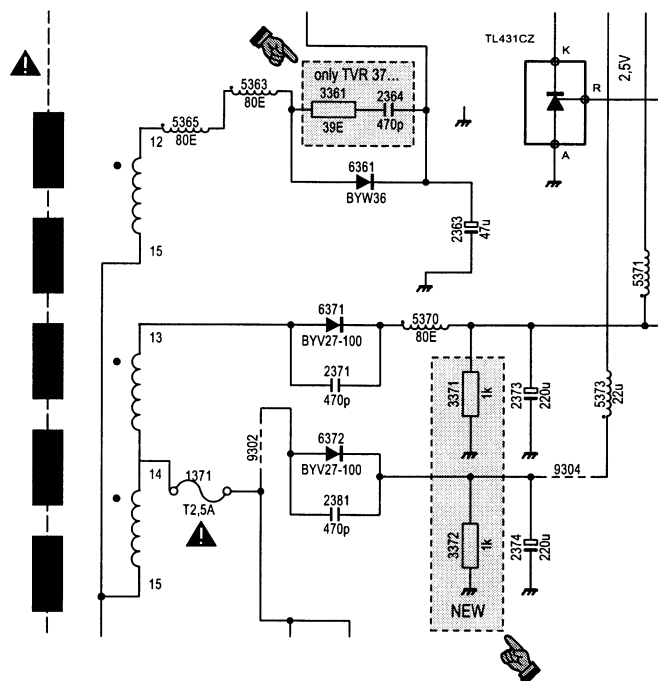 TL431CZ
K
R
A
2,5V
only TVR 37...
3361
39E
2364
470p
5363
80E
5365
80E
12
15
6361
BYW36
2363
47u
5371
13
6371
BYV27-100
2371
470p
5370
80E
3371
1k
2373
220u
5373
22u
9302
6372
BYV27-100
2381
470p
9304
14
1371
T2,5A
15
3372
1k
2374
220u
NEW